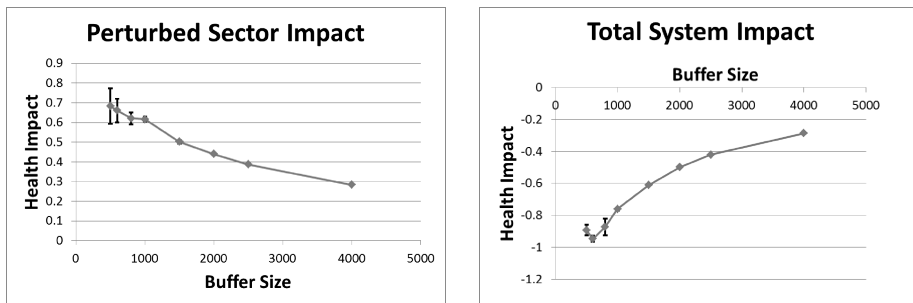 Perturbed Sector Impact
Health Impact
0.9
0.8
0.7
0.6
0.5
0.4
0.3
0.2
0.1
0
0 1000 2000 3000 4000 5000
Buffer Size
Total System Impact
Buffer Size
0 1000 2000 3000 4000 5000
Health Impact
0
-0.2
-0.4
-0.6
-0.8
-1
-1.2